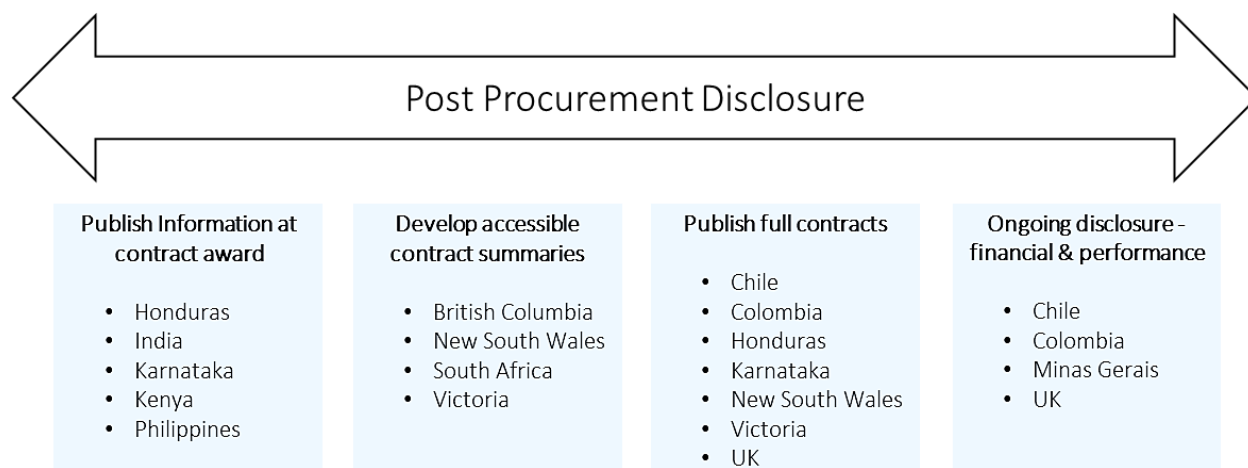 Post Procurement Disclosure
Publish Information at
contract award
• Honduras
• India
• Karnataka
• Kenya
• Philippines
Develop accessible
contract summaries
• British Columbia
• New South Wales
• South Africa
• Victoria
Publish full contracts
• Chile
• Colombia
• Honduras
• Karnataka
• New South Wales
• Victoria
• UK
Ongoing disclosure -
financial & performance
• Chile
• Colombia
• Minas Gerais
• UK